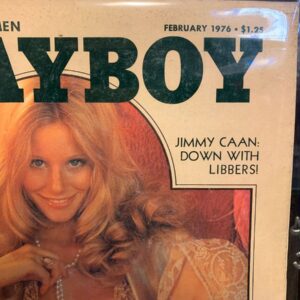 MEN
AYBOY
FEBRUARY 1976 • $1.25
JIMMY CAAN:
DOWN WITH
LIBBERS!